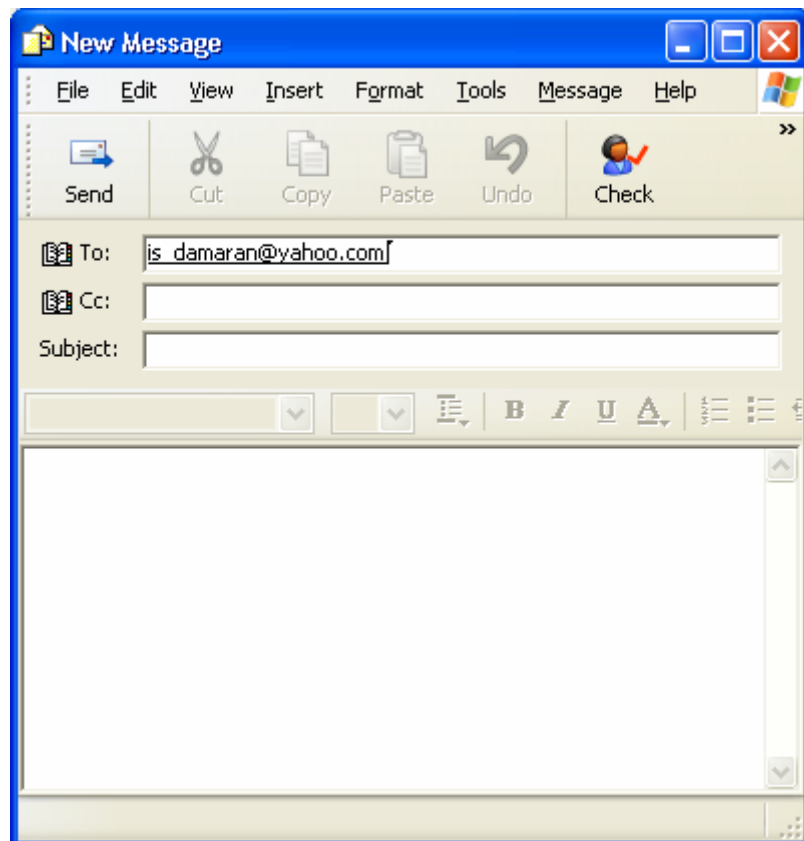 New Message
File Edit View Insert Format Tools Message Help
»
Send Cut Copy Paste Undo Check
To: is_damaran@yahoo.com
Cc:
Subject:
B I U A